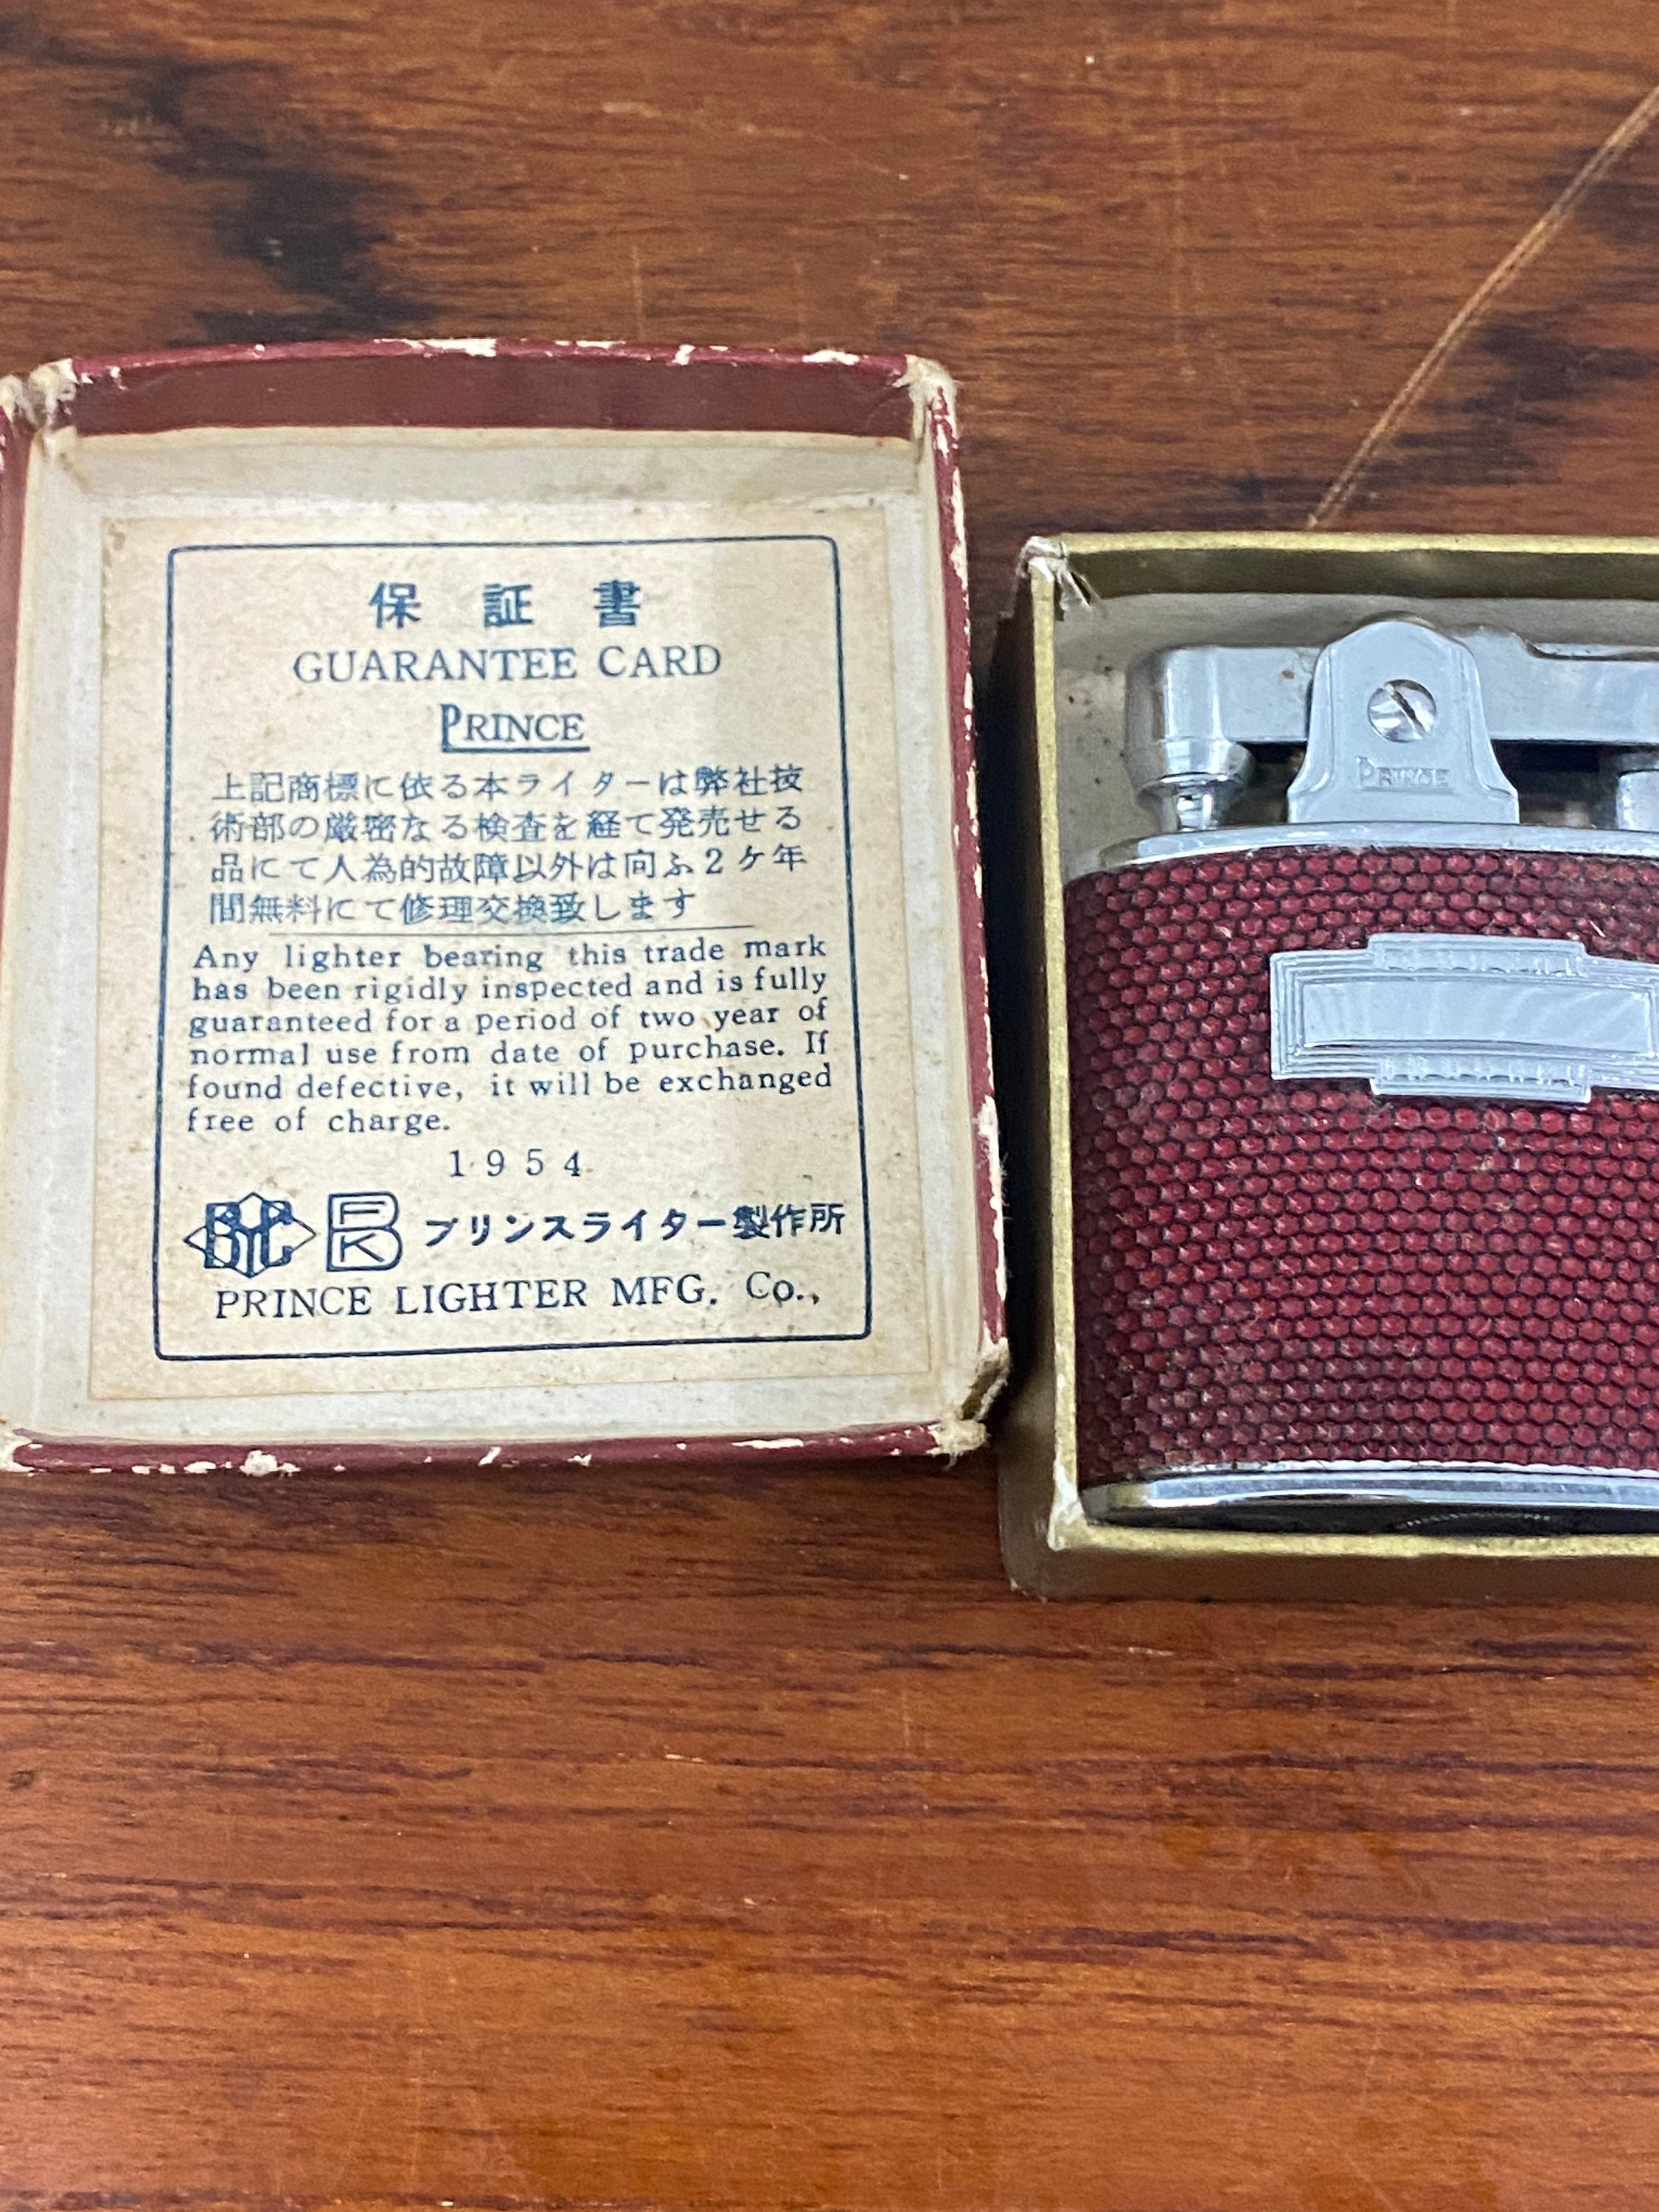 保証書
GUARANTEE CARD
PRINCE
上記商標に依る本ライターは弊社技
術部の厳密なる検査を経て発売せる
品にて人為的故障以外は向ふ2ケ年
間無料にて修理交換致します
Any lighter bearing this trade mark
has been rigidly inspected and is fully
guaranteed for a period of two year of
normal use from date of purchase. If
found defective, it will be exchanged
free of charge.
1954
プリンスライター製作所
PRINCE LIGHTER MFG. Co.,
PRINCE